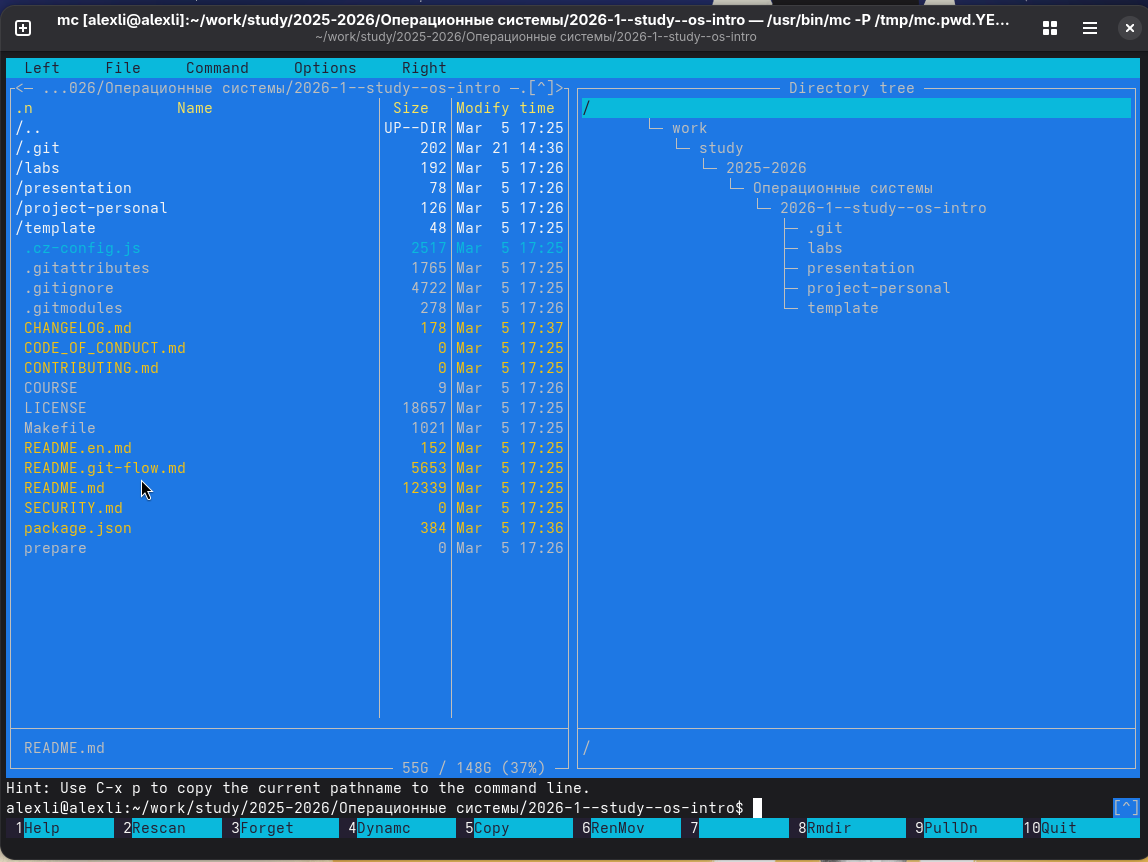 mc [alexli@alexli]:~/work/study/2025-2026/Операционные системы/2026-1--study--os-intro — /usr/bin/mc -P /tmp/mc.pwd.YE...
~/work/study/2025-2026/Операционные системы/2026-1--study--os-intro
Left File Command Options Right
<— ...026/Операционные системы/2026-1--study--os-intro —.[^]>
Directory tree
.n Name Size Modify time
/.. UP--DIR Mar 5 17:25
/.git 202 Mar 21 14:36
/labs 192 Mar 5 17:26
/presentation 78 Mar 5 17:26
/project-personal 126 Mar 5 17:26
/template 48 Mar 5 17:25
.cz-config.js 2517 Mar 5 17:25
.gitattributes 1765 Mar 5 17:25
.gitignore 4722 Mar 5 17:25
.gitmodules 278 Mar 5 17:26
CHANGELOG.md 178 Mar 5 17:37
CODE_OF_CONDUCT.md 0 Mar 5 17:25
CONTRIBUTING.md 0 Mar 5 17:25
COURSE 9 Mar 5 17:26
LICENSE 18657 Mar 5 17:25
Makefile 1021 Mar 5 17:25
README.en.md 152 Mar 5 17:25
README.git-flow.md 5653 Mar 5 17:25
README.md 12339 Mar 5 17:25
SECURITY.md 0 Mar 5 17:25
package.json 384 Mar 5 17:36
prepare 0 Mar 5 17:26
README.md
55G / 148G (37%)
/
work
study
2025-2026
Операционные системы
2026-1--study--os-intro
.git
labs
presentation
project-personal
template
/
Hint: Use C-x p to copy the current pathname to the command line.
alexli@alexli:~/work/study/2025-2026/Операционные системы/2026-1--study--os-intro$ [^]
1Help 2Rescan 3Forget 4Dynamc 5Copy 6RenMov 7 8Rmdir 9PullDn 10Quit